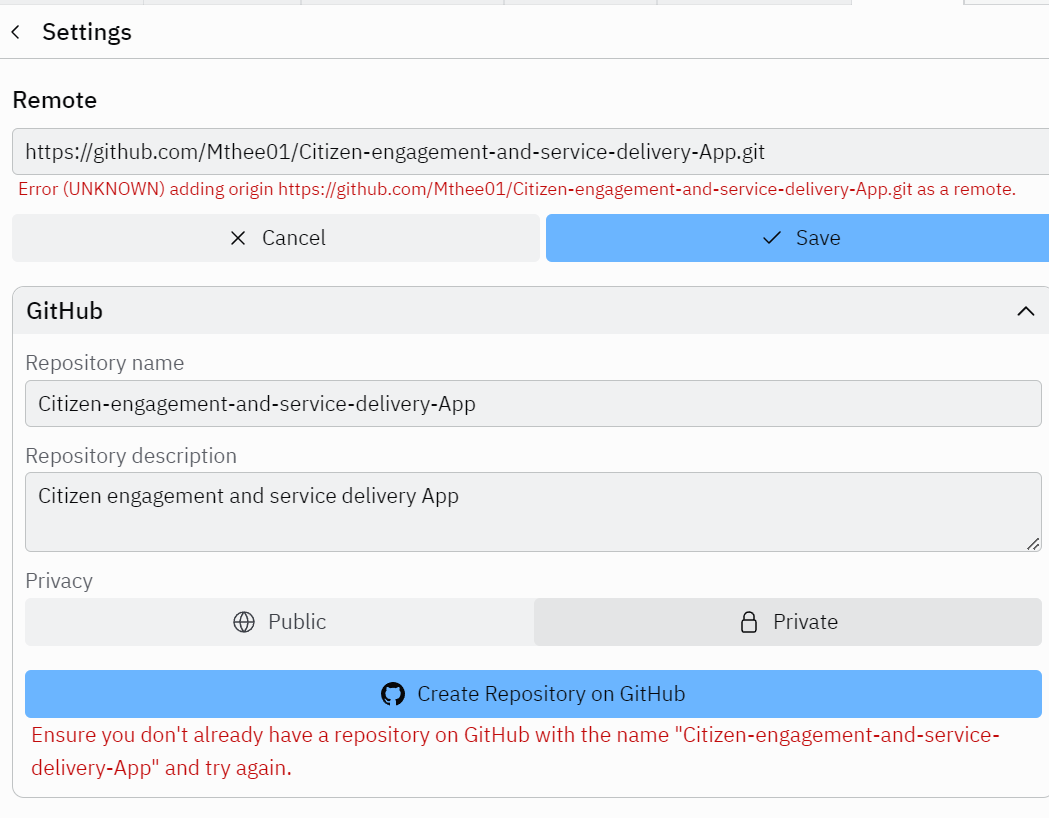 Settings
Remote
https://github.com/Mthee01/Citizen-engagement-and-service-delivery-App.git
Error (UNKNOWN) adding origin https://github.com/Mthee01/Citizen-engagement-and-service-delivery-App.git as a remote.
Cancel
Save
GitHub
Repository name
Citizen-engagement-and-service-delivery-App
Repository description
Citizen engagement and service delivery App
Privacy
Public
Private
Create Repository on GitHub
Ensure you don't already have a repository on GitHub with the name "Citizen-engagement-and-service-
delivery-App" and try again.